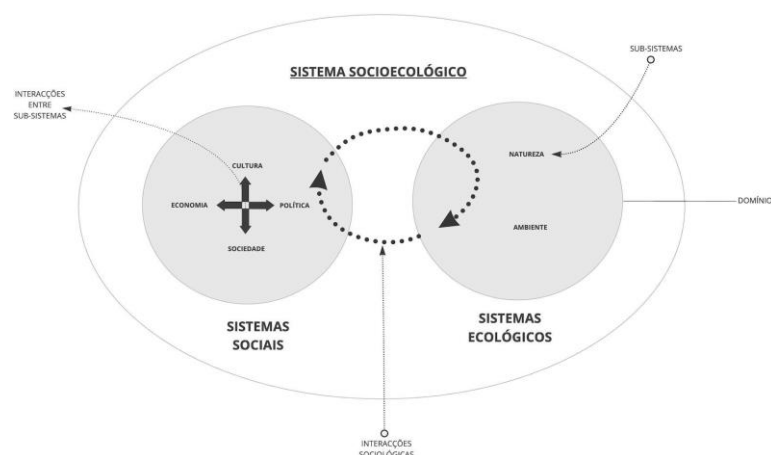 SISTEMA SOCIOECOLÓGICO
SUB-SISTEMAS
INTERACÇÕES
ENTRE
SUB-SISTEMAS
CULTURA
ECONOMIA
POLÍTICA
SOCIEDADE
NATUREZA
AMBIENTE
DOMÍNIO
SISTEMAS
SOCIAIS
SISTEMAS
ECOLÓGICOS
INTERACÇÕES
SOCIOLÓGICAS